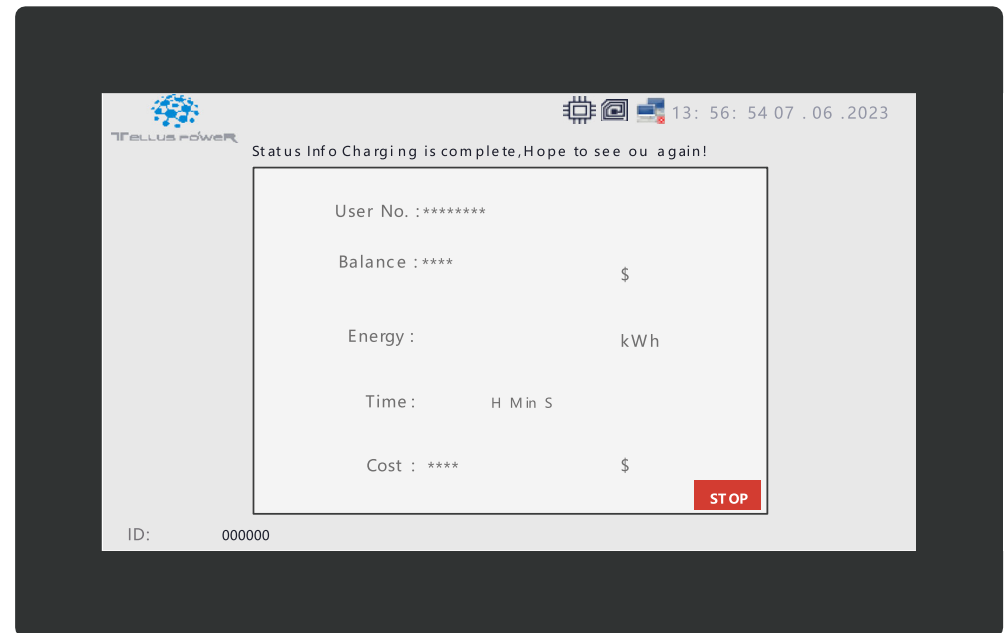 TELLUS POWER
13: 56: 54 07 . 06 .2023
Status Info Charging is complete,Hope to see ou again!
User No. :********
Balance :**** $
Energy : kWh
Time : H Min S
Cost : **** $
STOP
ID: 000000